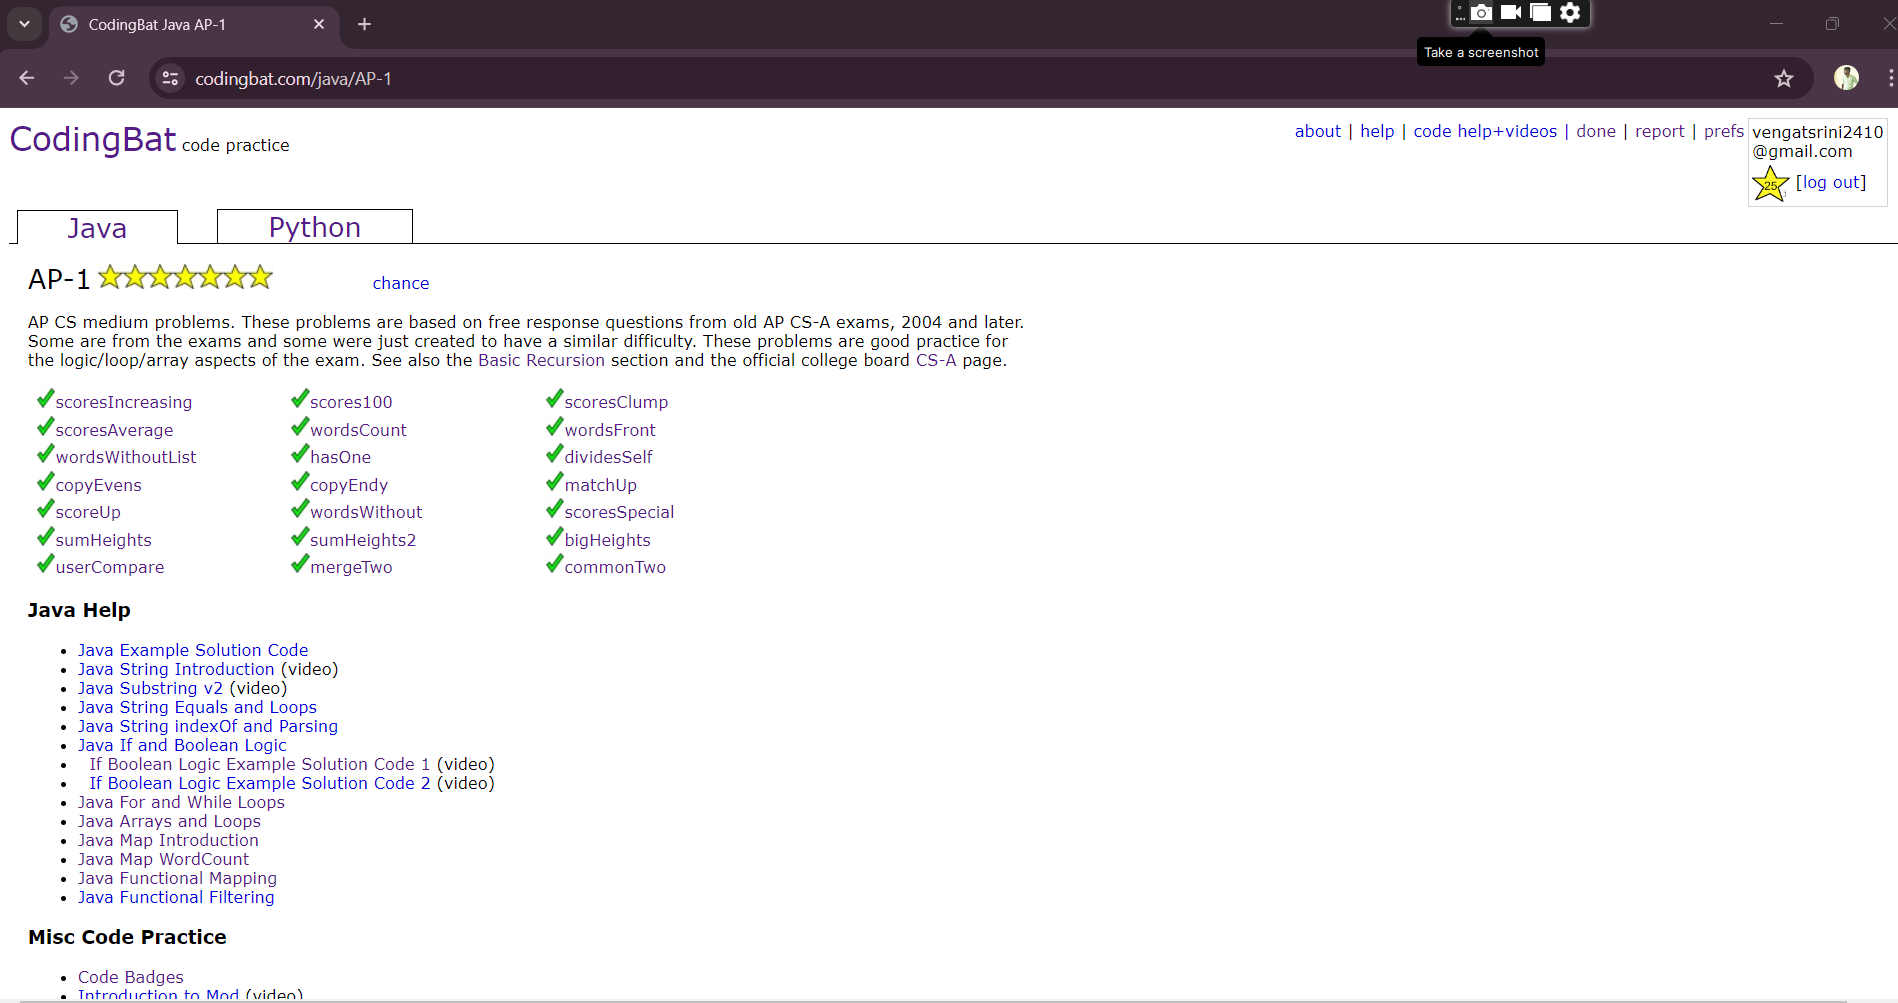 CodingBat Java AP-1
Take a screenshot
codingbat.com/java/AP-1
CodingBat code practice
about | help | code help+videos | done | report | prefs
vengatsrini2410
@gmail.com
25 [log out]
Java Python
AP-1 chance
AP CS medium problems. These problems are based on free response questions from old AP CS-A exams, 2004 and later.
Some are from the exams and some were just created to have a similar difficulty. These problems are good practice for
the logic/loop/array aspects of the exam. See also the Basic Recursion section and the official college board CS-A page.
scoresIncreasing scores100 scoresClump
scoresAverage wordsCount wordsFront
wordsWithoutList hasOne dividesSelf
copyEvens copyEndy matchUp
scoreUp wordsWithout scoresSpecial
sumHeights sumHeights2 bigHeights
userCompare mergeTwo commonTwo
Java Help
Java Example Solution Code
Java String Introduction (video)
Java Substring v2 (video)
Java String Equals and Loops
Java String indexOf and Parsing
Java If and Boolean Logic
If Boolean Logic Example Solution Code 1 (video)
If Boolean Logic Example Solution Code 2 (video)
Java For and While Loops
Java Arrays and Loops
Java Map Introduction
Java Map WordCount
Java Functional Mapping
Java Functional Filtering
Misc Code Practice
Code Badges
Introduction to Mod (video)